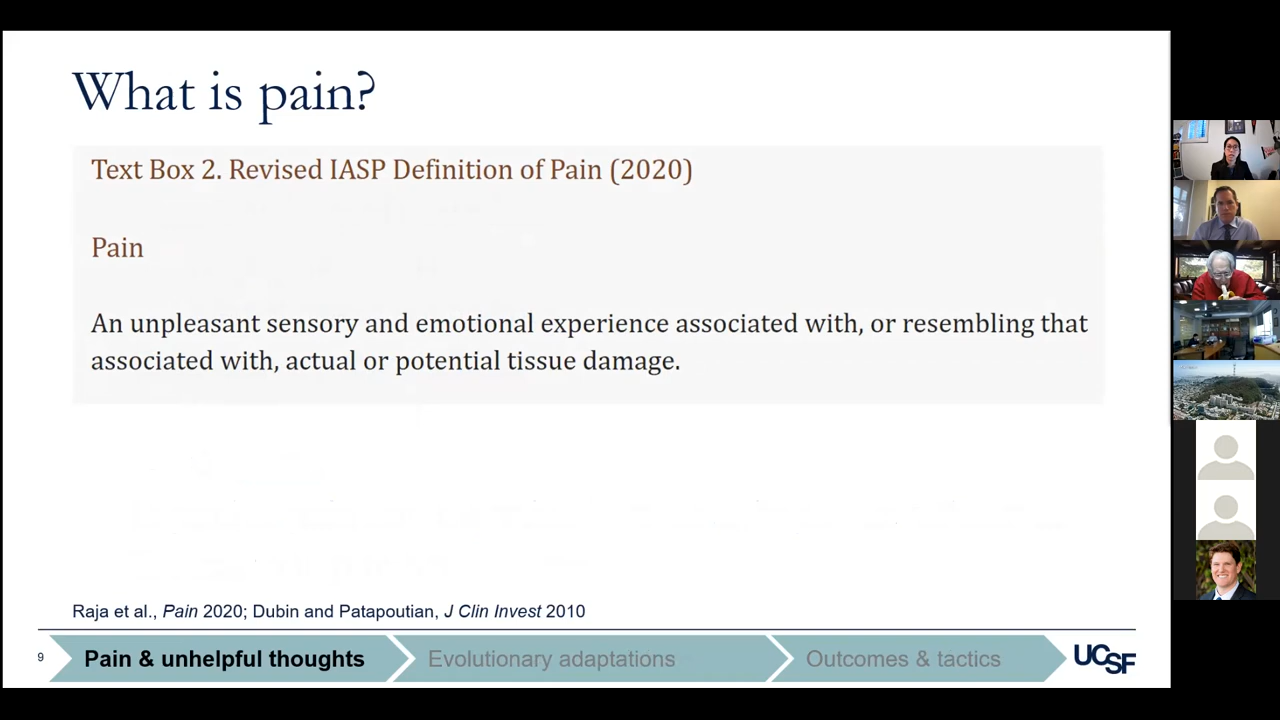 What is pain?
Text Box 2. Revised IASP Definition of Pain (2020)
Pain
An unpleasant sensory and emotional experience associated with, or resembling that
associated with, actual or potential tissue damage.
Raja et al., Pain 2020; Dubin and Patapoutian, J Clin Invest 2010
9
Pain & unhelpful thoughts
Evolutionary adaptations
Outcomes & tactics
UCSF